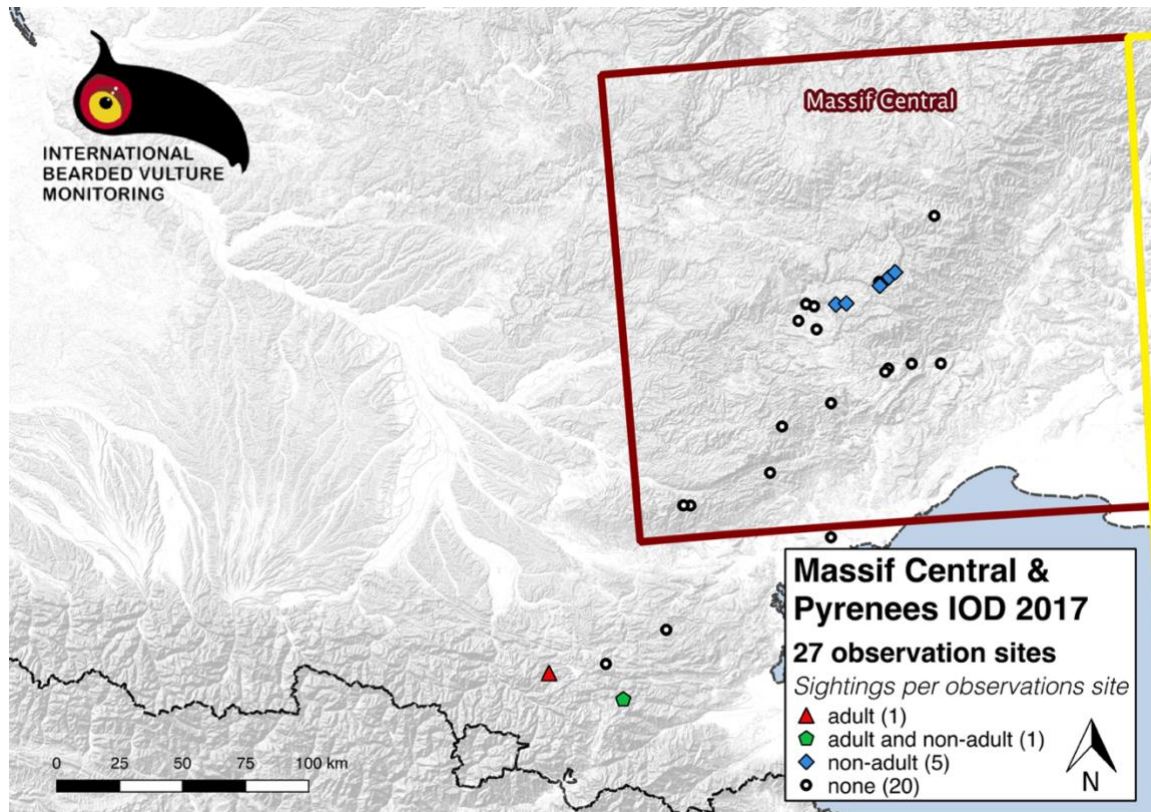 Massif Central
INTERNATIONAL
BEARDED VULTURE
MONITORING
Massif Central &
Pyrenees IOD 2017
27 observation sites
Sightings per observations site
adult (1)
adult and non-adult (1)
non-adult (5)
none (20)
N
0 25 50 75 100 km